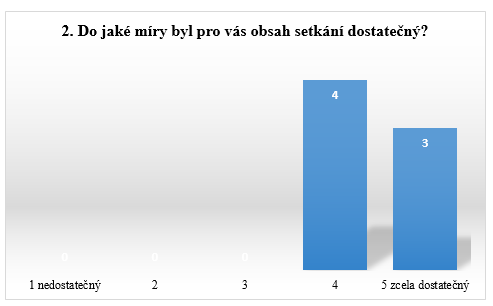 2. Do jaké míry byl pro vás obsah setkání dostatečný?
4
3
0 0 0
1 nedostatečný 2 3 4 5 zcela dostatečný